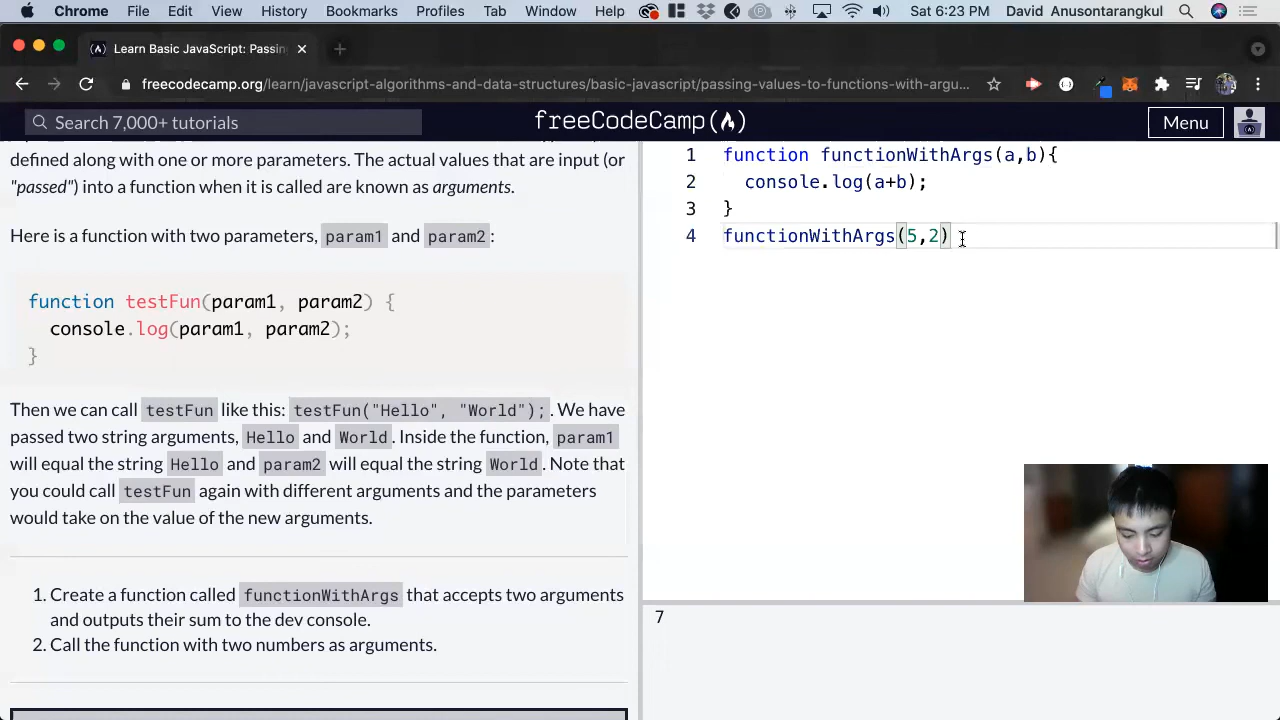 Chrome File Edit View History Bookmarks Profiles Tab Window Help Sat 6:23 PM David Anusontarangkul
Learn Basic JavaScript: Passing
freecodecamp.org/learn/javascript-algorithms-and-data-structures/basic-javascript/passing-values-to-functions-with-argu...
Search 7,000+ tutorials
freeCodeCamp
Menu
defined along with one or more parameters. The actual values that are input (or
"passed") into a function when it is called are known as arguments.
Here is a function with two parameters, param1 and param2:
function testFun(param1, param2) {
console.log(param1, param2);
}
Then we can call testFun like this: testFun("Hello", "World");. We have
passed two string arguments, Hello and World. Inside the function, param1
will equal the string Hello and param2 will equal the string World. Note that
you could call testFun again with different arguments and the parameters
would take on the value of the new arguments.
1. Create a function called functionWithArgs that accepts two arguments
and outputs their sum to the dev console.
2. Call the function with two numbers as arguments.
1 function functionWithArgs(a,b){
2 console.log(a+b);
3 }
4 functionWithArgs(5,2)
7